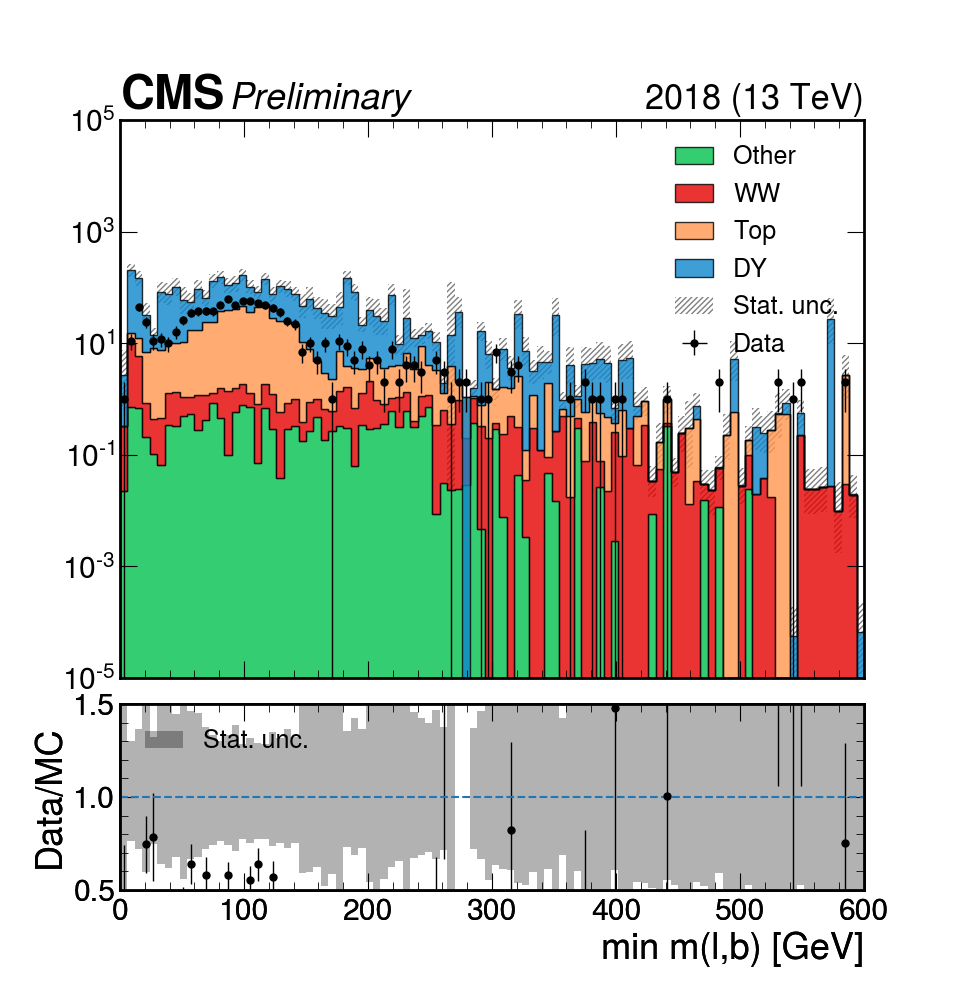 CMS Preliminary 2018 (13 TeV)
10^5
10^3
10^1
10^-1
10^-3
10^-5
Other
WW
Top
DY
Stat. unc.
Data
Data/MC
1.5
1.0
0.5
Stat. unc.
0 100 200 300 400 500 600
min m(l,b) [GeV]